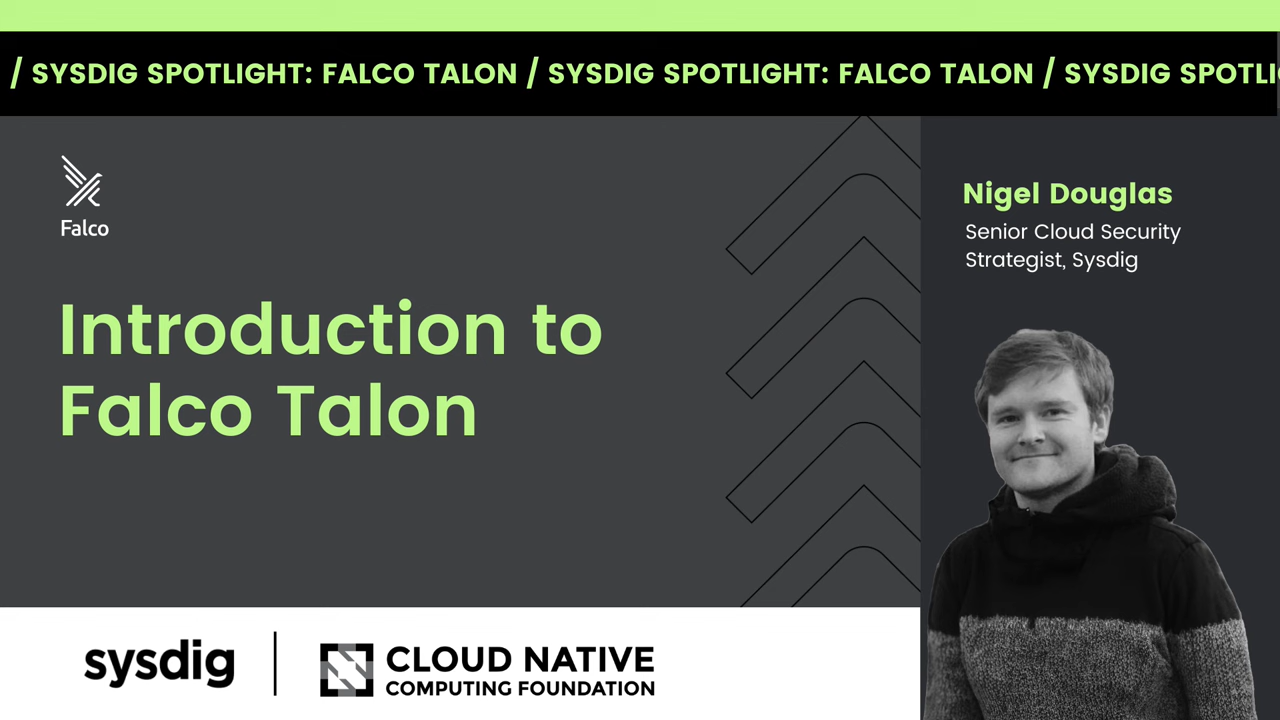 / SYSDIG SPOTLIGHT: FALCO TALON / SYSDIG SPOTLIGHT: FALCO TALON / SYSDIG
Falco
Introduction to
Falco Talon
Nigel Douglas
Senior Cloud Security
Strategist, Sysdig
sysdig
CLOUD NATIVE
COMPUTING FOUNDATION